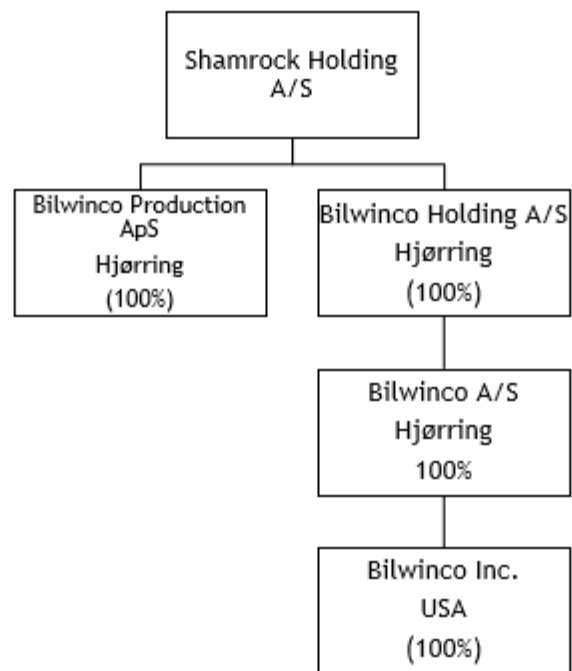 Shamrock Holding
A/S
Bilwinco Production
ApS
Hjørring
(100%)
Bilwinco Holding A/S
Hjørring
(100%)
Bilwinco A/S
Hjørring
100%
Bilwinco Inc.
USA
(100%)